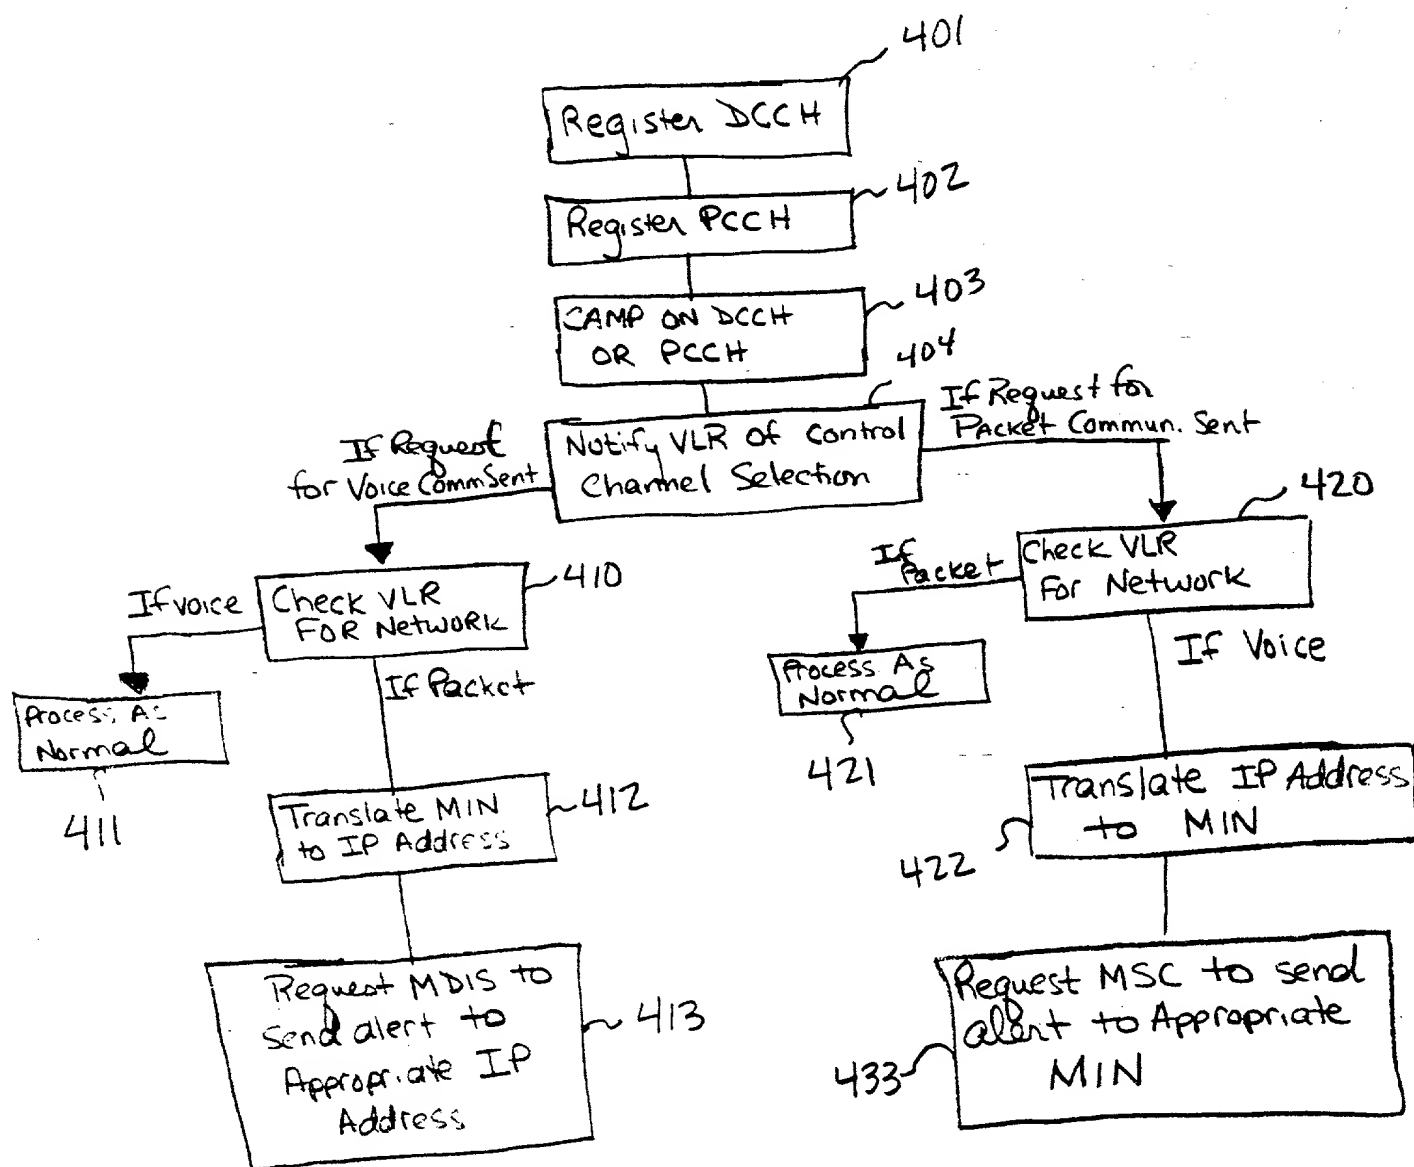 401
Register DCCH
402
Register PCCH
403
CAMP ON DCCH
OR PCCH
404
If Request for
Packet Commun. Sent
If Request
for Voice Comm Sent
Notify VLR of control
Channel Selection
420
If
Packet
Check VLR
For Network
410
If voice
Check VLR
FOR NETWORK
If Voice
If Packet
Process As
Normal
421
Process As
Normal
411
Translate MIN
to IP Address
412
Translate IP Address
to MIN
422
Request MDIS to
send alert to
Appropriate IP
Address
413
Request MSC to send
alert to Appropriate
MIN
433